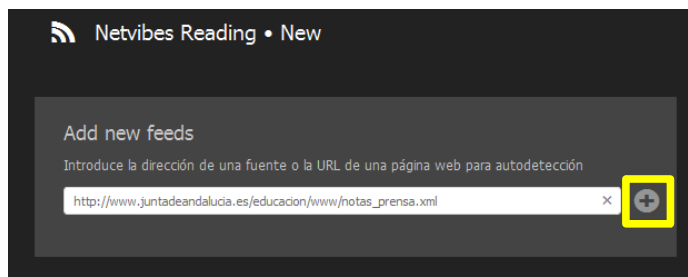 Netvibes Reading • New
Add new feeds
Introduce la dirección de una fuente o la URL de una página web para autodetección
http://www.juntadeandalucia.es/educacion/www/notas_prensa.xml